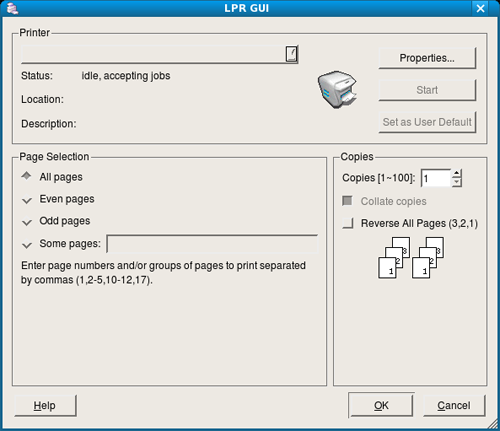 LPR GUI
Printer
Properties...
Status: idle, accepting jobs
Start
Location:
Description:
Set as User Default
Page Selection
All pages
Even pages
Odd pages
Some pages:
Enter page numbers and/or groups of pages to print separated
by commas (1,2-5,10-12,17).
Copies
Copies [1~100]: 1
Collate copies
Reverse All Pages (3,2,1)
3 3
2 2
1 1
Help
OK
Cancel